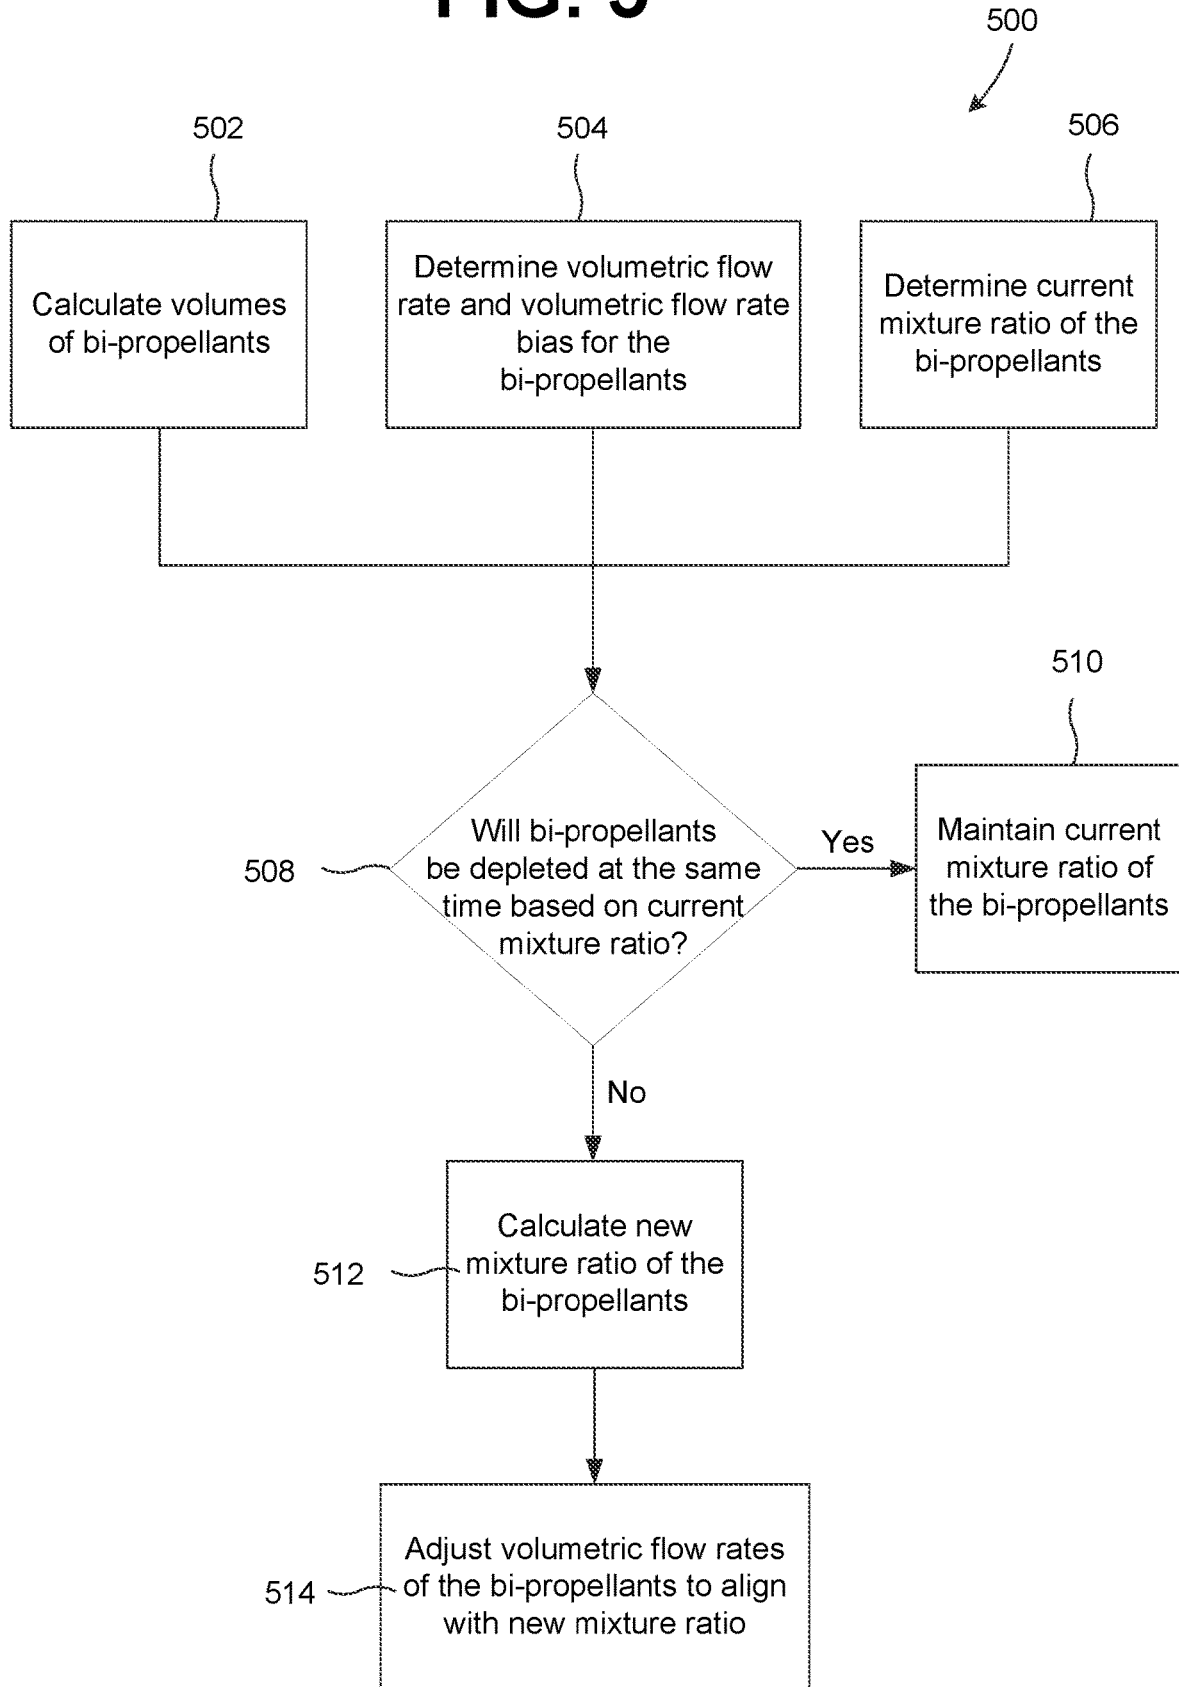 FIG. 5
500
502
504
506
Calculate volumes
of bi-propellants
Determine volumetric flow
rate and volumetric flow rate
bias for the
bi-propellants
Determine current
mixture ratio of the
bi-propellants
508
Will bi-propellants
be depleted at the same
time based on current
mixture ratio?
Yes
510
Maintain current
mixture ratio of
the bi-propellants
No
512
Calculate new
mixture ratio of the
bi-propellants
514
Adjust volumetric flow rates
of the bi-propellants to align
with new mixture ratio